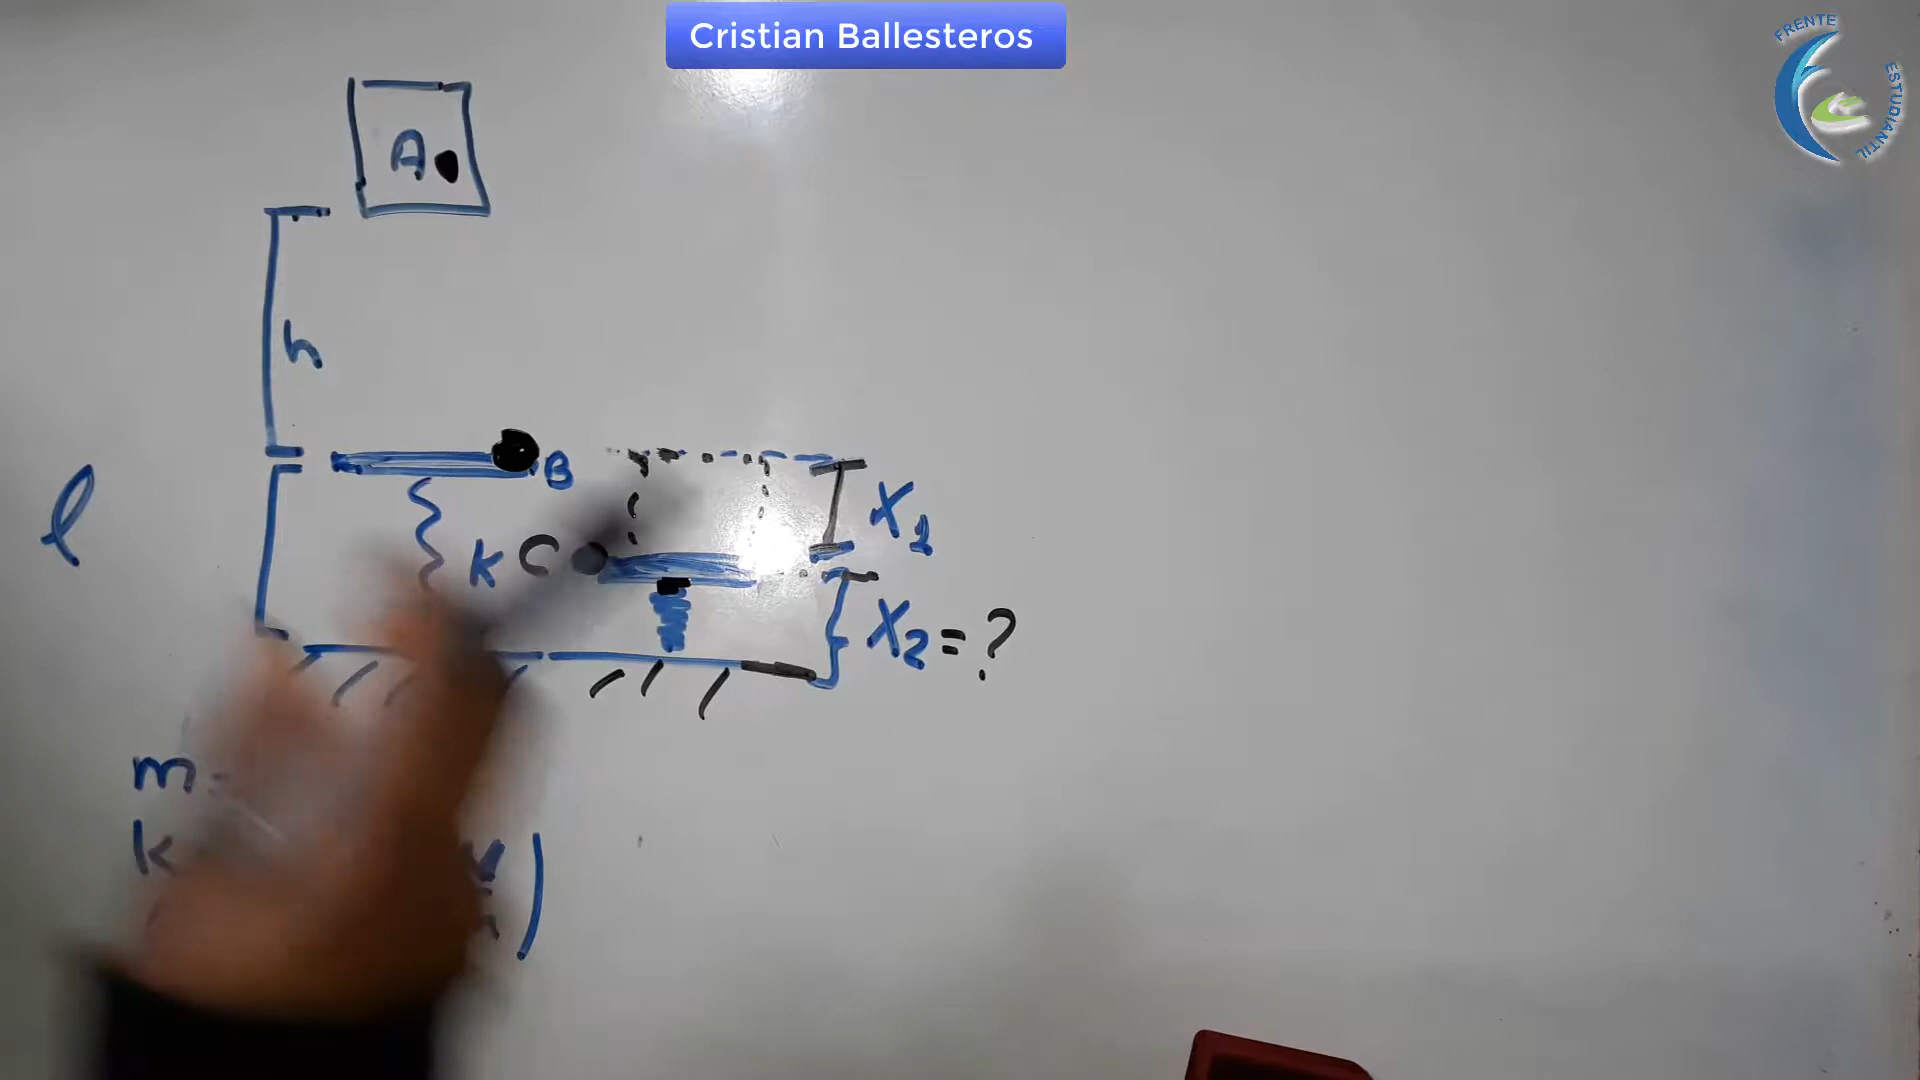 Cristian Ballesteros
FRENTE
ESTUDIANTIL
A
h
B
l
K
C
X1
X2=?
m
k